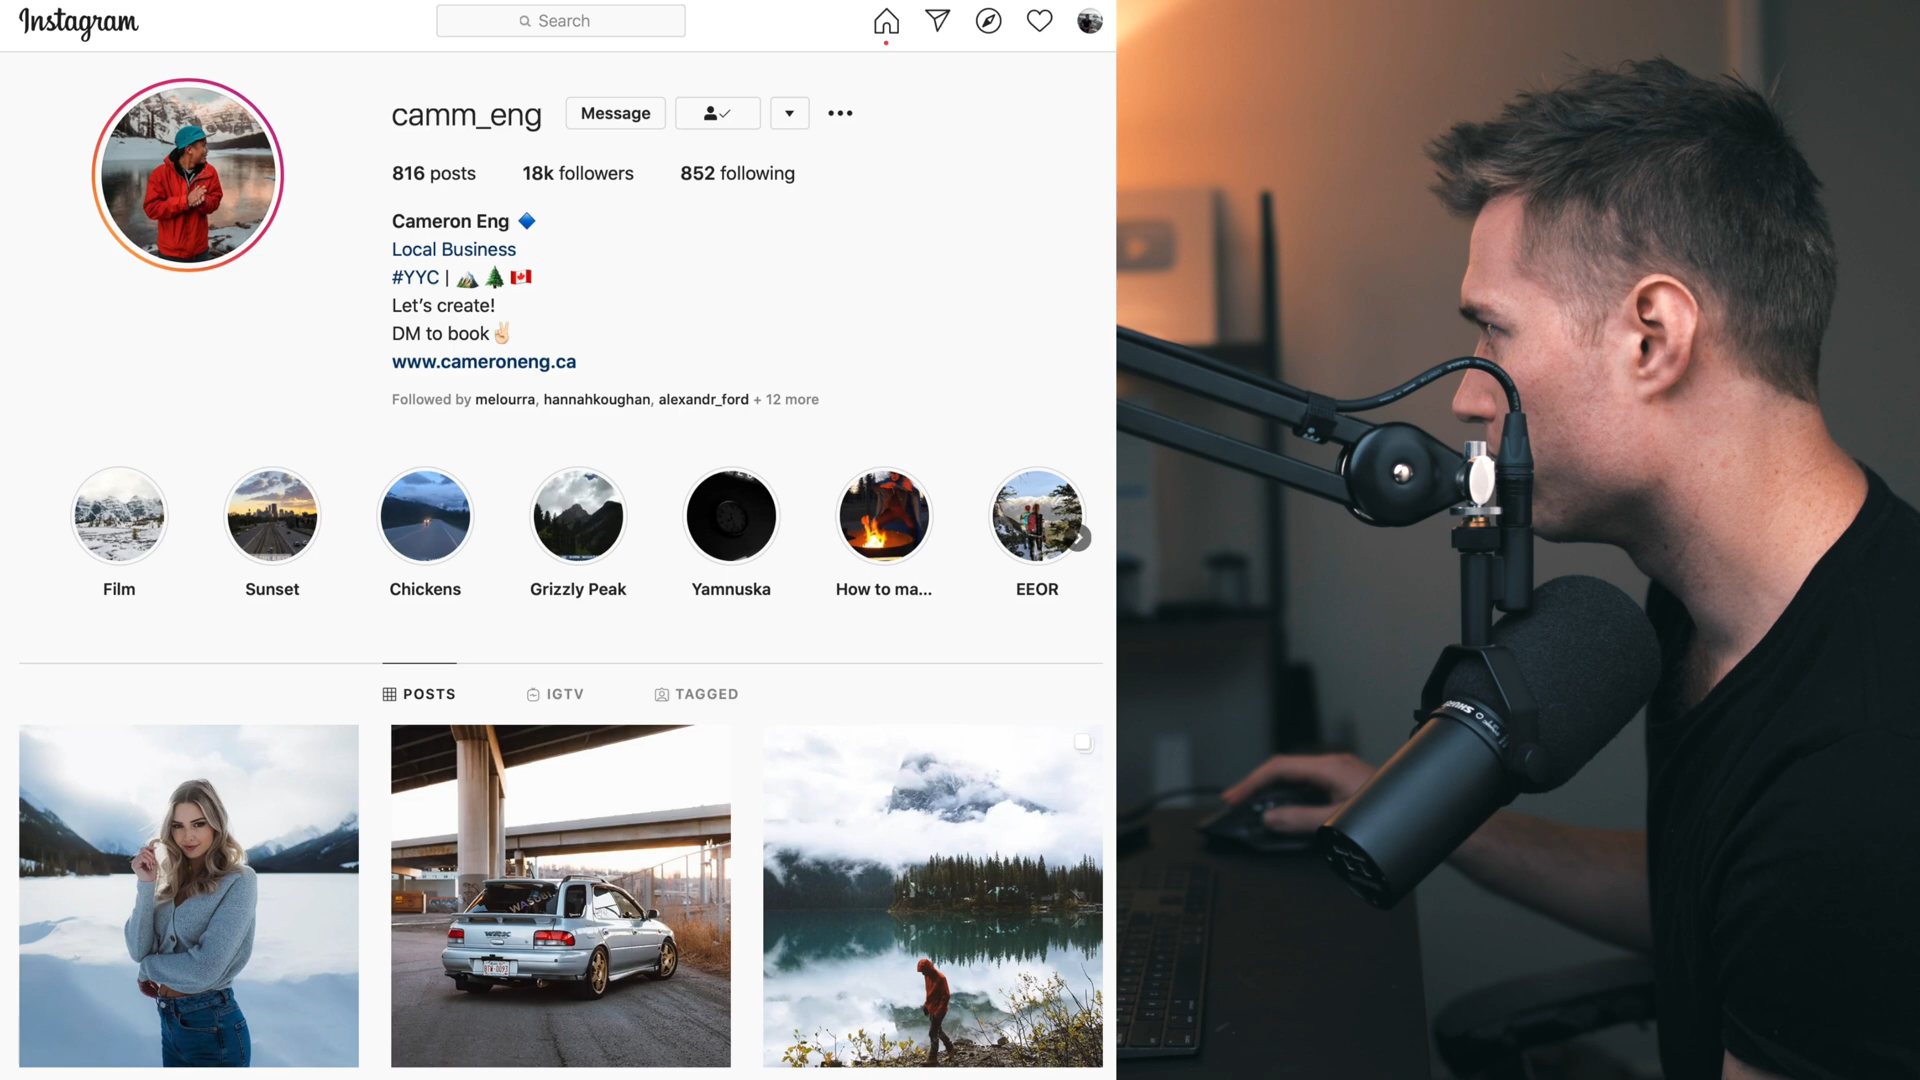 Instagram
Search
camm_eng
Message
816 posts
18k followers
852 following
Cameron Eng
Local Business
#YYC |
Let’s create!
DM to book
www.cameroneng.ca
Followed by melourra, hannahkoughan, alexandr_ford + 12 more
Film
Sunset
Chickens
Grizzly Peak
Yamnuska
How to ma...
EEOR
POSTS
IGTV
TAGGED
WRX
SHURE